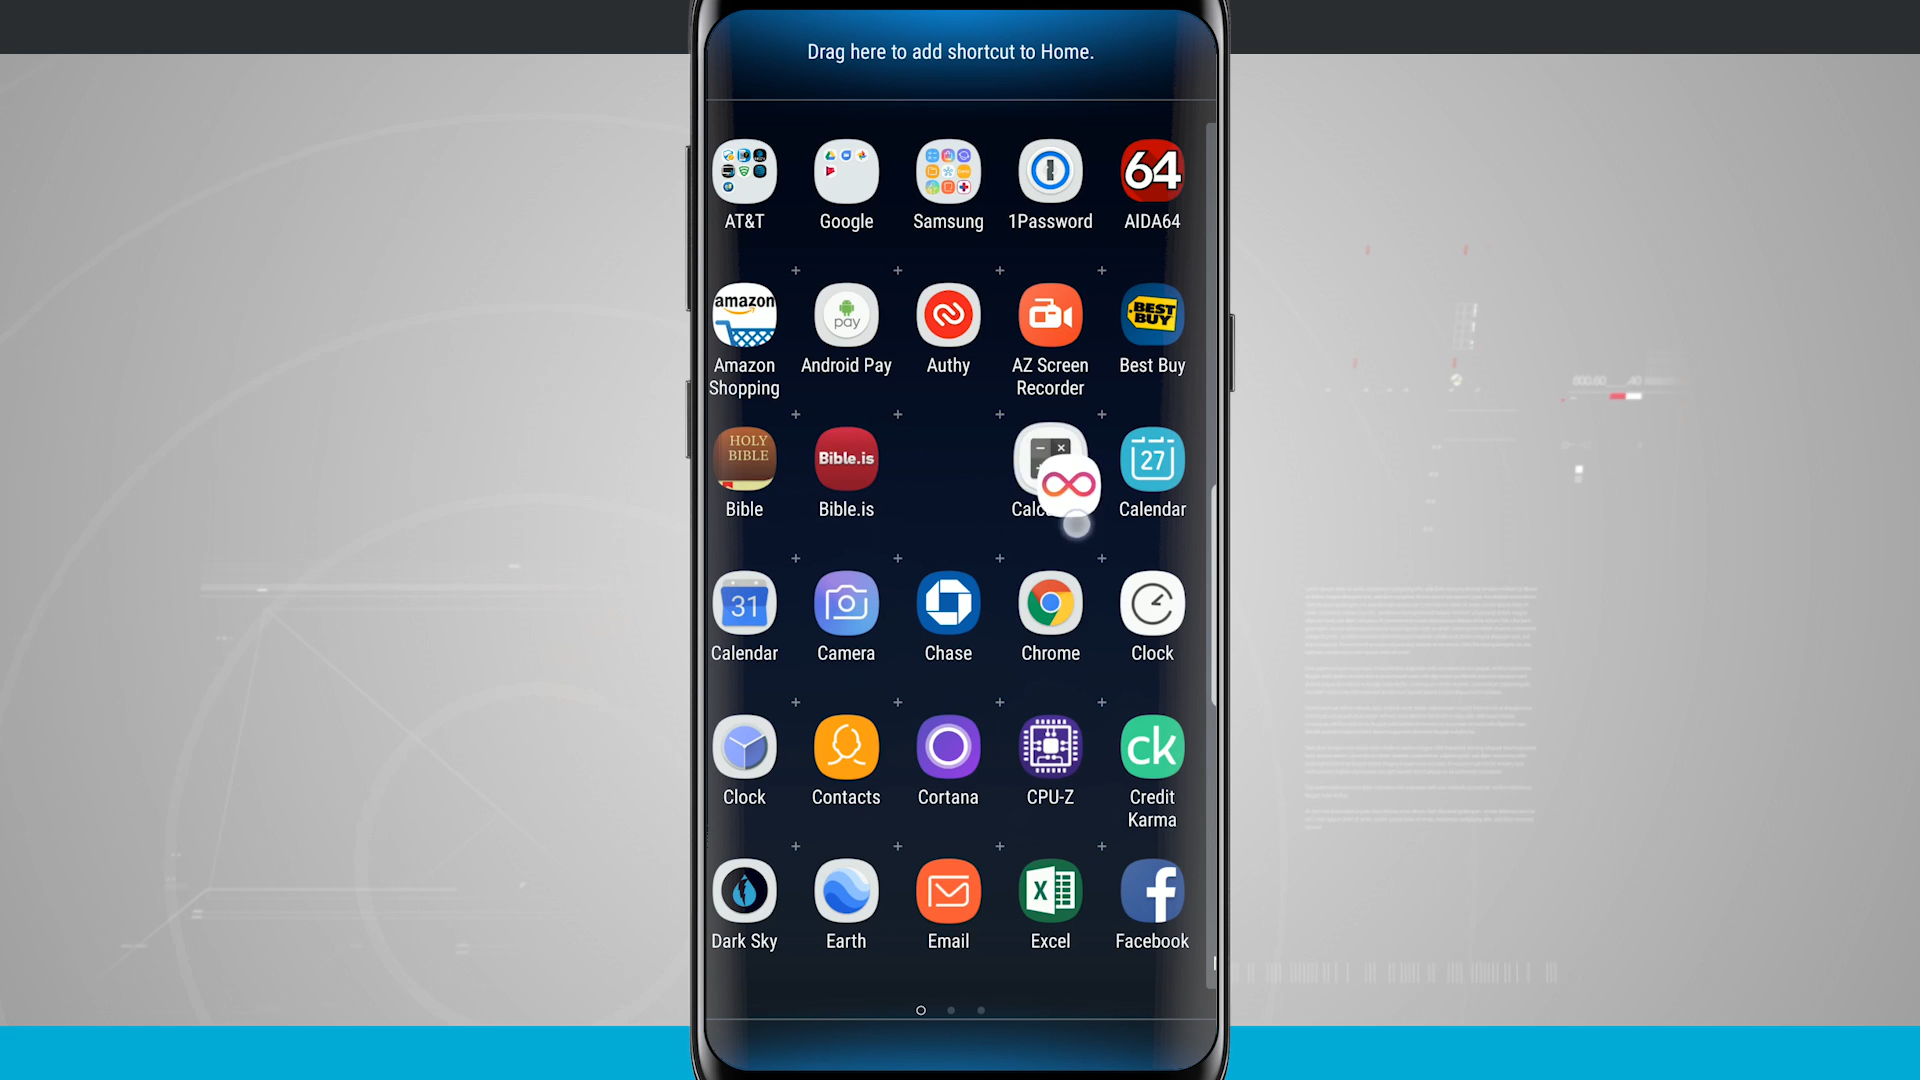 Drag here to add shortcut to Home.
AT&T
Google
Samsung
1Password
64
AIDA64
amazon
Amazon
Shopping
pay
Android Pay
Authy
AZ Screen
Recorder
BEST
BUY
Best Buy
HOLY
BIBLE
Bible
Bible.is
Bible.is
Calc
27
Calendar
31
Calendar
Camera
Chase
Chrome
Clock
Clock
Contacts
Cortana
CPU-Z
ck
Credit
Karma
Dark Sky
Earth
Email
X
Excel
f
Facebook